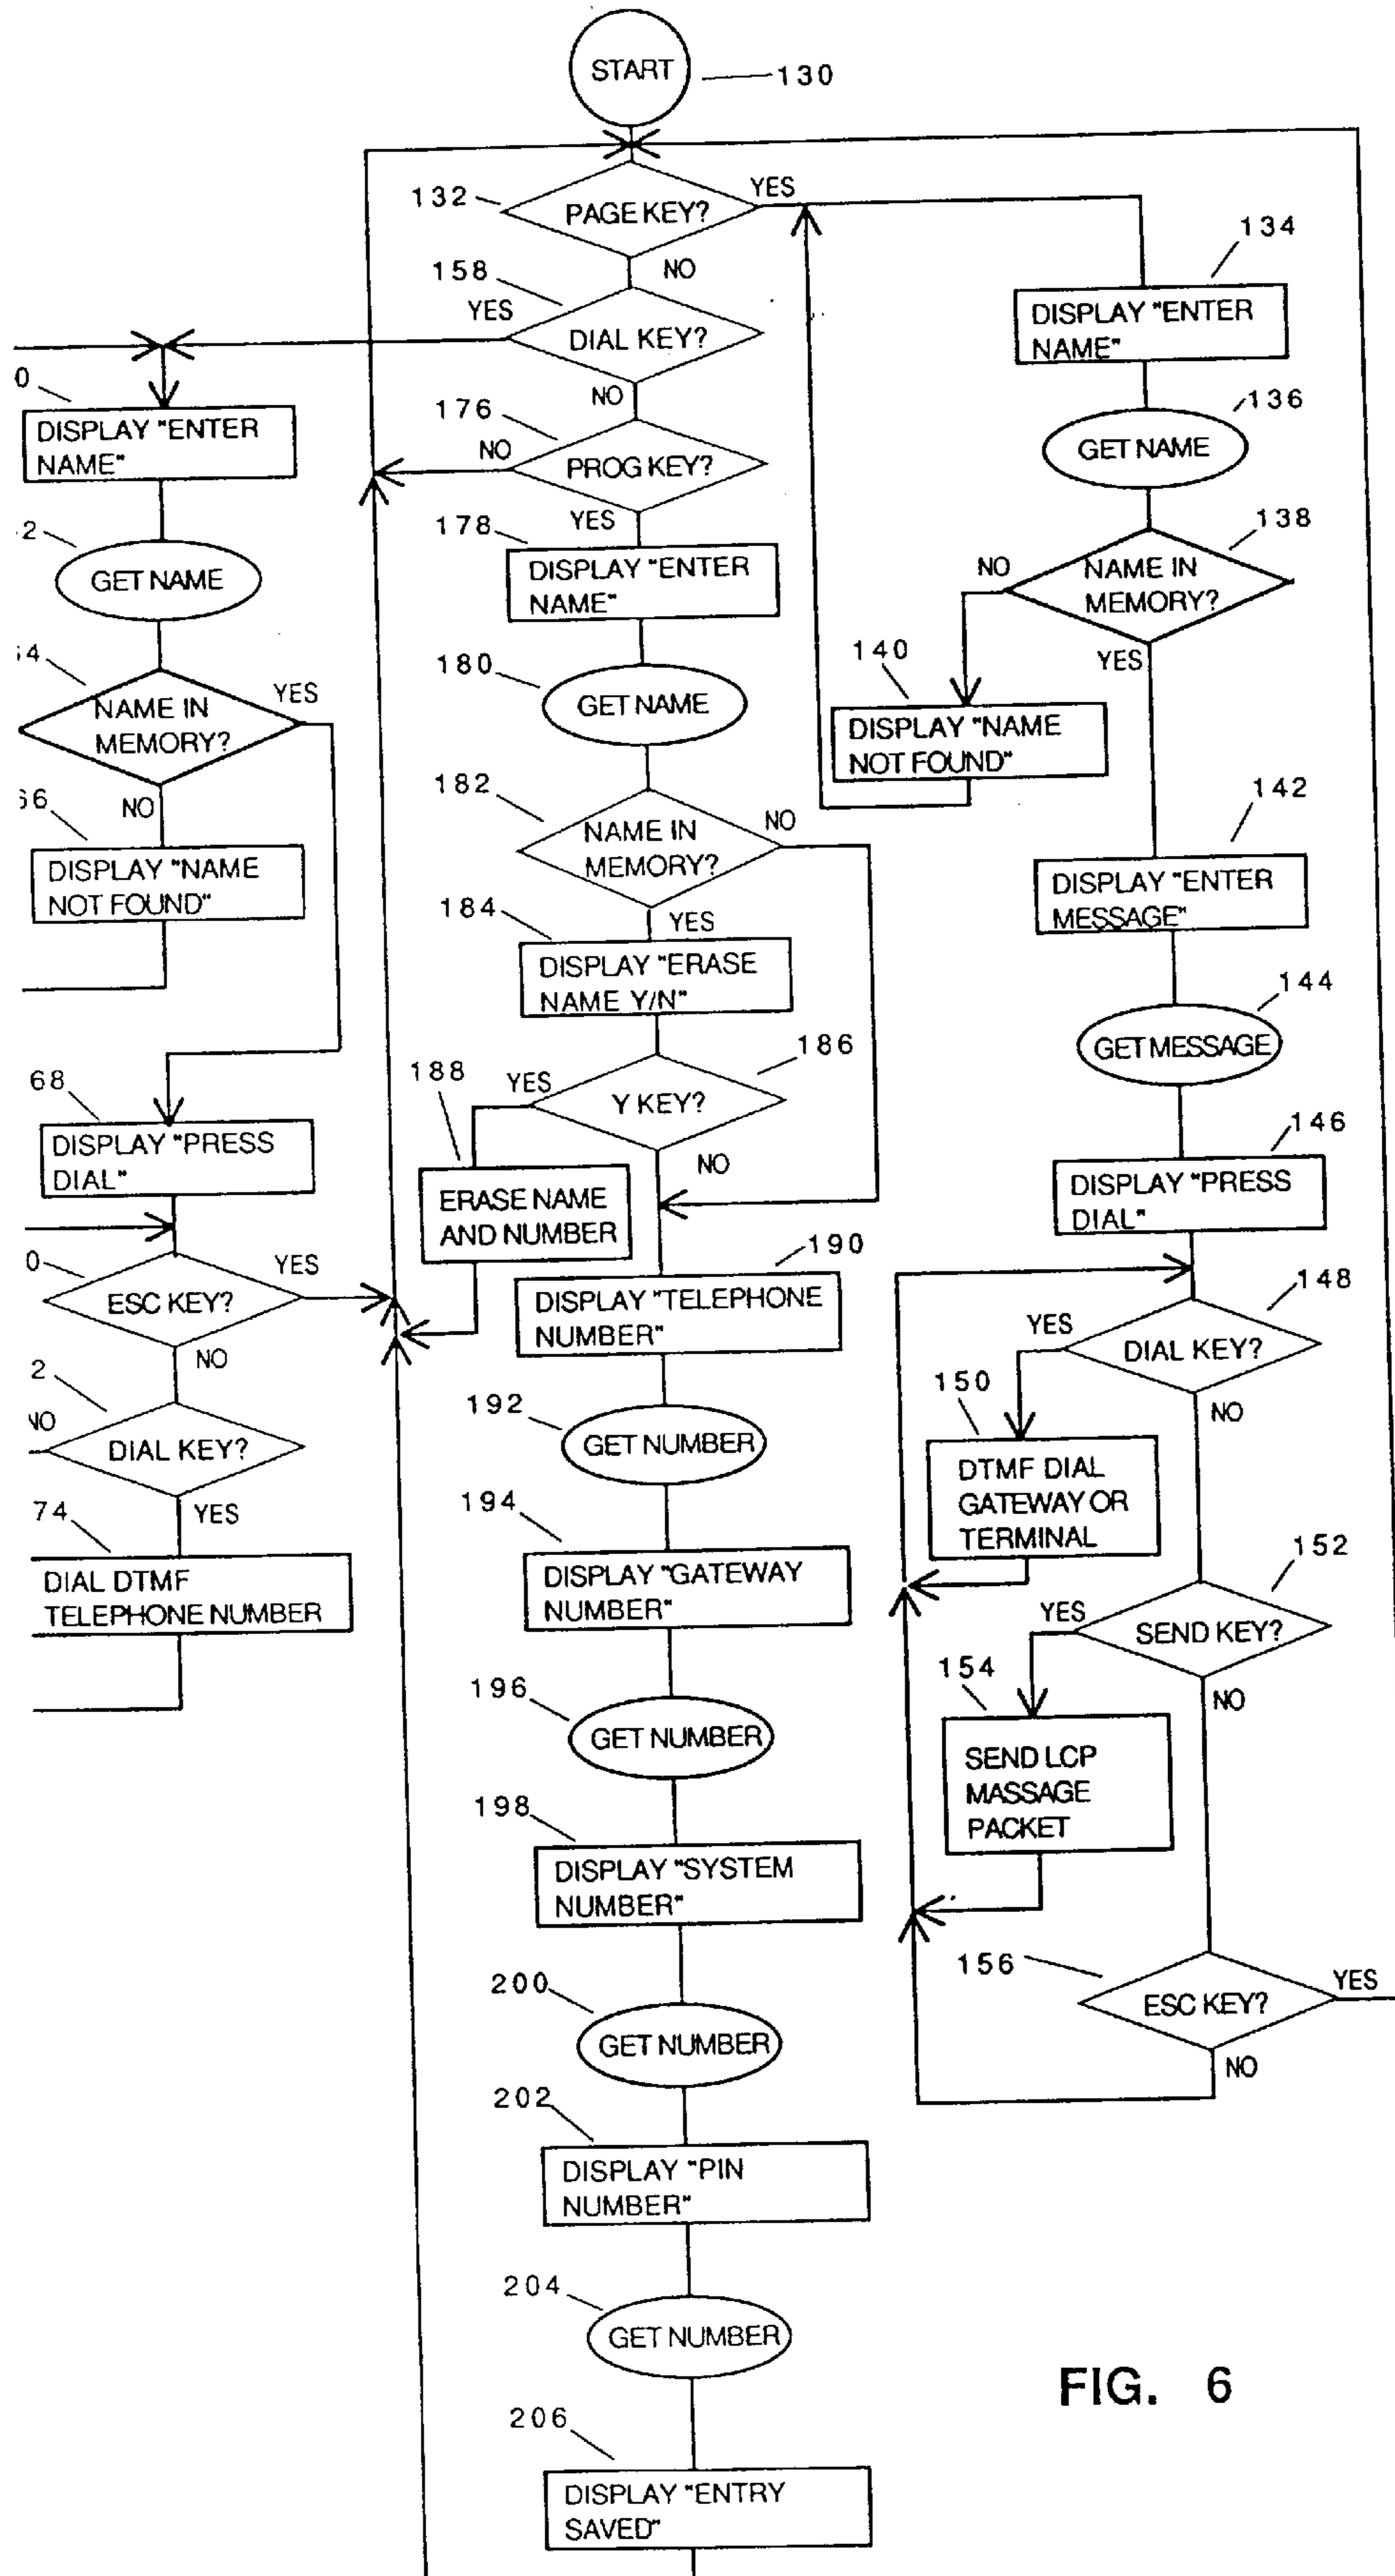 START
130
132
PAGE KEY?
YES
NO
158
YES
DIAL KEY?
NO
176
NO
PROG KEY?
YES
178
DISPLAY "ENTER
NAME"
180
GET NAME
182
NAME IN
MEMORY?
NO
YES
184
DISPLAY "ERASE
NAME Y/N"
186
YES
Y KEY?
NO
188
ERASE NAME
AND NUMBER
190
DISPLAY "TELEPHONE
NUMBER"
192
GET NUMBER
194
DISPLAY "GATEWAY
NUMBER"
196
GET NUMBER
198
DISPLAY "SYSTEM
NUMBER"
200
GET NUMBER
202
DISPLAY "PIN
NUMBER"
204
GET NUMBER
206
DISPLAY "ENTRY
SAVED"
0
DISPLAY "ENTER
NAME"
2
GET NAME
4
NAME IN
MEMORY?
YES
NO
66
DISPLAY "NAME
NOT FOUND"
68
DISPLAY "PRESS
DIAL"
0
ESC KEY?
YES
NO
2
NO
DIAL KEY?
YES
74
DIAL DTMF
TELEPHONE NUMBER
134
DISPLAY "ENTER
NAME"
136
GET NAME
138
NO
NAME IN
MEMORY?
YES
140
DISPLAY "NAME
NOT FOUND"
142
DISPLAY "ENTER
MESSAGE"
144
GET MESSAGE
146
DISPLAY "PRESS
DIAL"
148
YES
DIAL KEY?
NO
150
DTMF DIAL
GATEWAY OR
TERMINAL
152
YES
SEND KEY?
NO
154
SEND LCP
MASSAGE
PACKET
156
ESC KEY?
YES
NO
FIG. 6